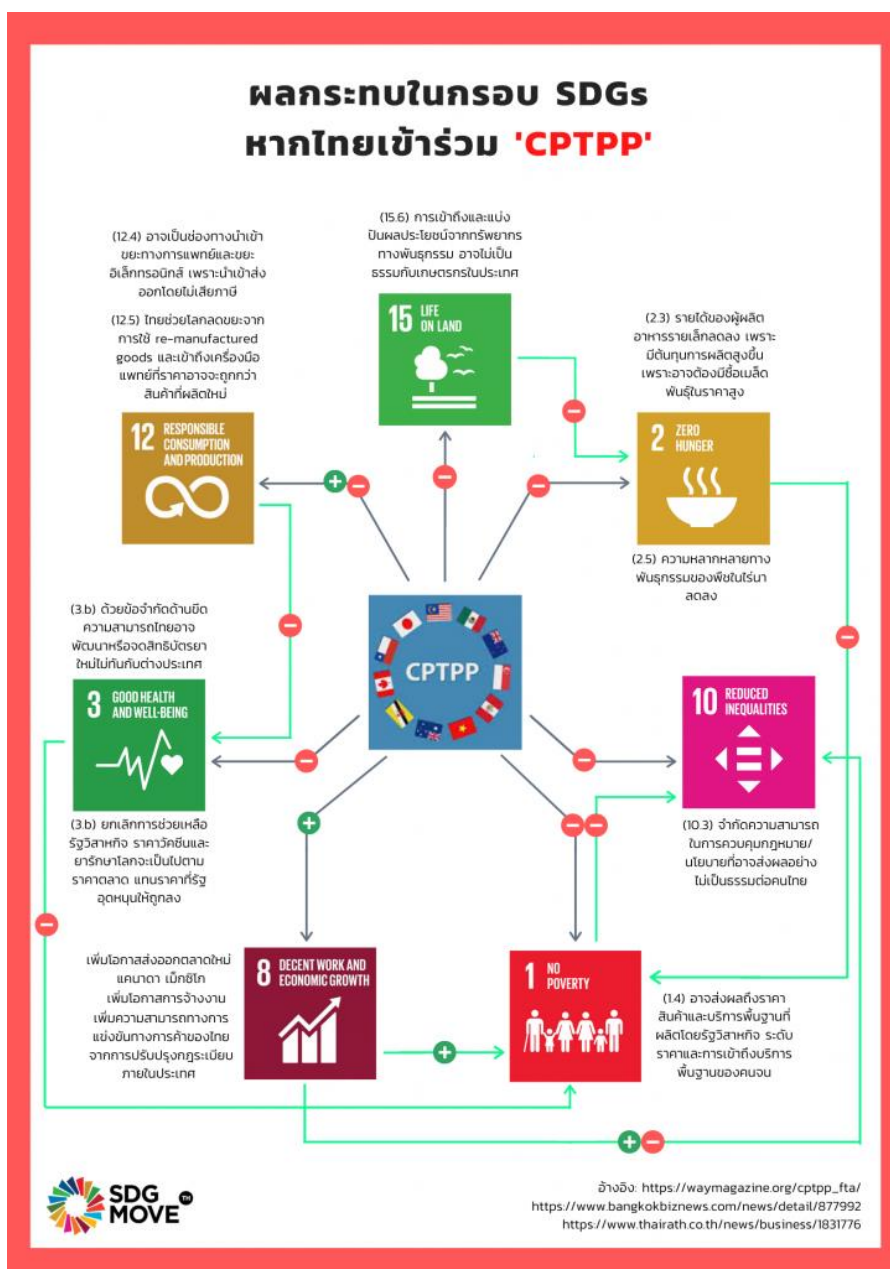 ผลกระทบในกรอบ SDGs
หากไทยเข้าร่วม 'CPTPP'
(12.4) อาจเป็นช่องทางนำเข้า
ขยะทางการแพทย์และขยะ
อิเล็กทรอนิกส์ เพราะนำเข้าส่ง
ออกโดยไม่เสียภาษี
(12.5) ไทยช่วยโลกลดขยะจาก
การใช้ re-manufactured
goods และเข้าถึงเครื่องมือ
แพทย์ที่ราคาอาจจะถูกกว่า
สินค้าที่ผลิตใหม่
(15.6) การเข้าถึงและแบ่ง
ปันผลประโยชน์จากทรัพยากร
ทางพันธุกรรม อาจไม่เป็น
ธรรมกับเกษตรกรในประเทศ
15 LIFE
ON LAND
(2.3) รายได้ของผู้ผลิต
อาหารรายเล็กลดลง เพราะ
มีต้นทุนการผลิตสูงขึ้น
เพราะอาจต้องมีซื้อเมล็ด
พันธุ์ในราคาสูง
12 RESPONSIBLE
CONSUMPTION
AND PRODUCTION
2 ZERO
HUNGER
(2.5) ความหลากหลายทาง
พันธุกรรมของพืชในไร่นา
ลดลง
(3.b) ด้วยข้อจำกัดด้านขีด
ความสามารถไทยอาจ
พัฒนาหรือจดสิทธิบัตรยา
ใหม่ไม่ทันกับต่างประเทศ
CPTPP
3 GOOD HEALTH
AND WELL-BEING
10 REDUCED
INEQUALITIES
(3.b) ยกเลิกการช่วยเหลือ
รัฐวิสาหกิจ ราคาวัคซีนและ
ยารักษาโลกจะเป็นไปตาม
ราคาตลาด แทนราคาที่รัฐ
อุดหนุนให้ถูกลง
(10.3) จำกัดความสามารถ
ในการควบคุมกฎหมาย/
นโยบายที่อาจส่งผลอย่าง
ไม่เป็นธรรมต่อคนไทย
เพิ่มโอกาสส่งออกตลาดใหม่
แคนาดา เม็กซิโก
เพิ่มโอกาสการจ้างงาน
เพิ่มความสามารถทางการ
แข่งขันทางการค้าของไทย
จากการปรับปรุงกฎระเบียบ
ภายในประเทศ
8 DECENT WORK AND
ECONOMIC GROWTH
1 NO
POVERTY
(1.4) อาจส่งผลถึงราคา
สินค้าและบริการพื้นฐานที่
ผลิตโดยรัฐวิสาหกิจ ระดับ
ราคาและการเข้าถึงบริการ
พื้นฐานของคนจน
SDG
MOVE TH
อ้างอิง: https://waymagazine.org/cptpp_fta/
https://www.bangkokbiznews.com/news/detail/877992
https://www.thairath.co.th/news/business/1831776